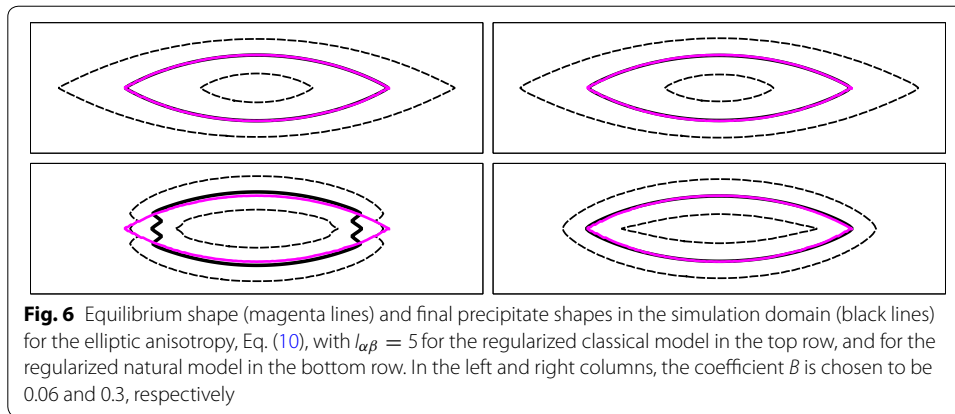 Fig. 6 Equilibrium shape (magenta lines) and final precipitate shapes in the simulation domain (black lines)
for the elliptic anisotropy, Eq. (10), with lαβ = 5 for the regularized classical model in the top row, and for the
regularized natural model in the bottom row. In the left and right columns, the coefficient B is chosen to be
0.06 and 0.3, respectively